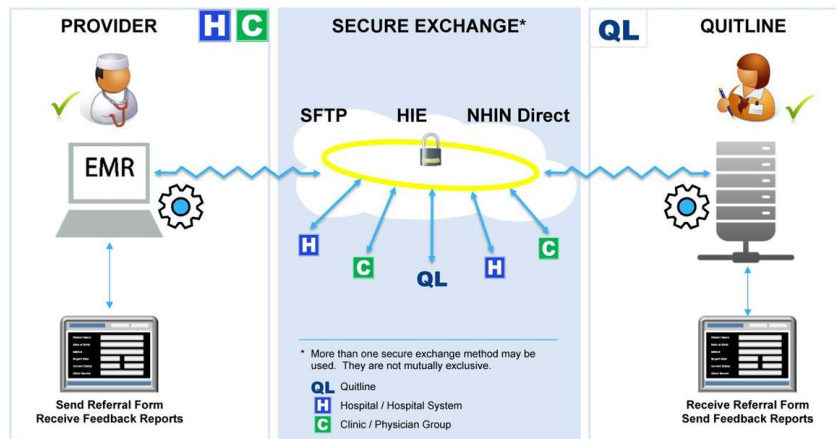 PROVIDER
H C
EMR
Send Referral Form
Receive Feedback Reports
SECURE EXCHANGE*
SFTP HIE NHIN Direct
H
C
QL
H
C
* More than one secure exchange method may be
used. They are not mutually exclusive.
QL Quitline
H Hospital / Hospital System
C Clinic / Physician Group
QL
QUITLINE
Receive Referral Form
Send Feedback Reports